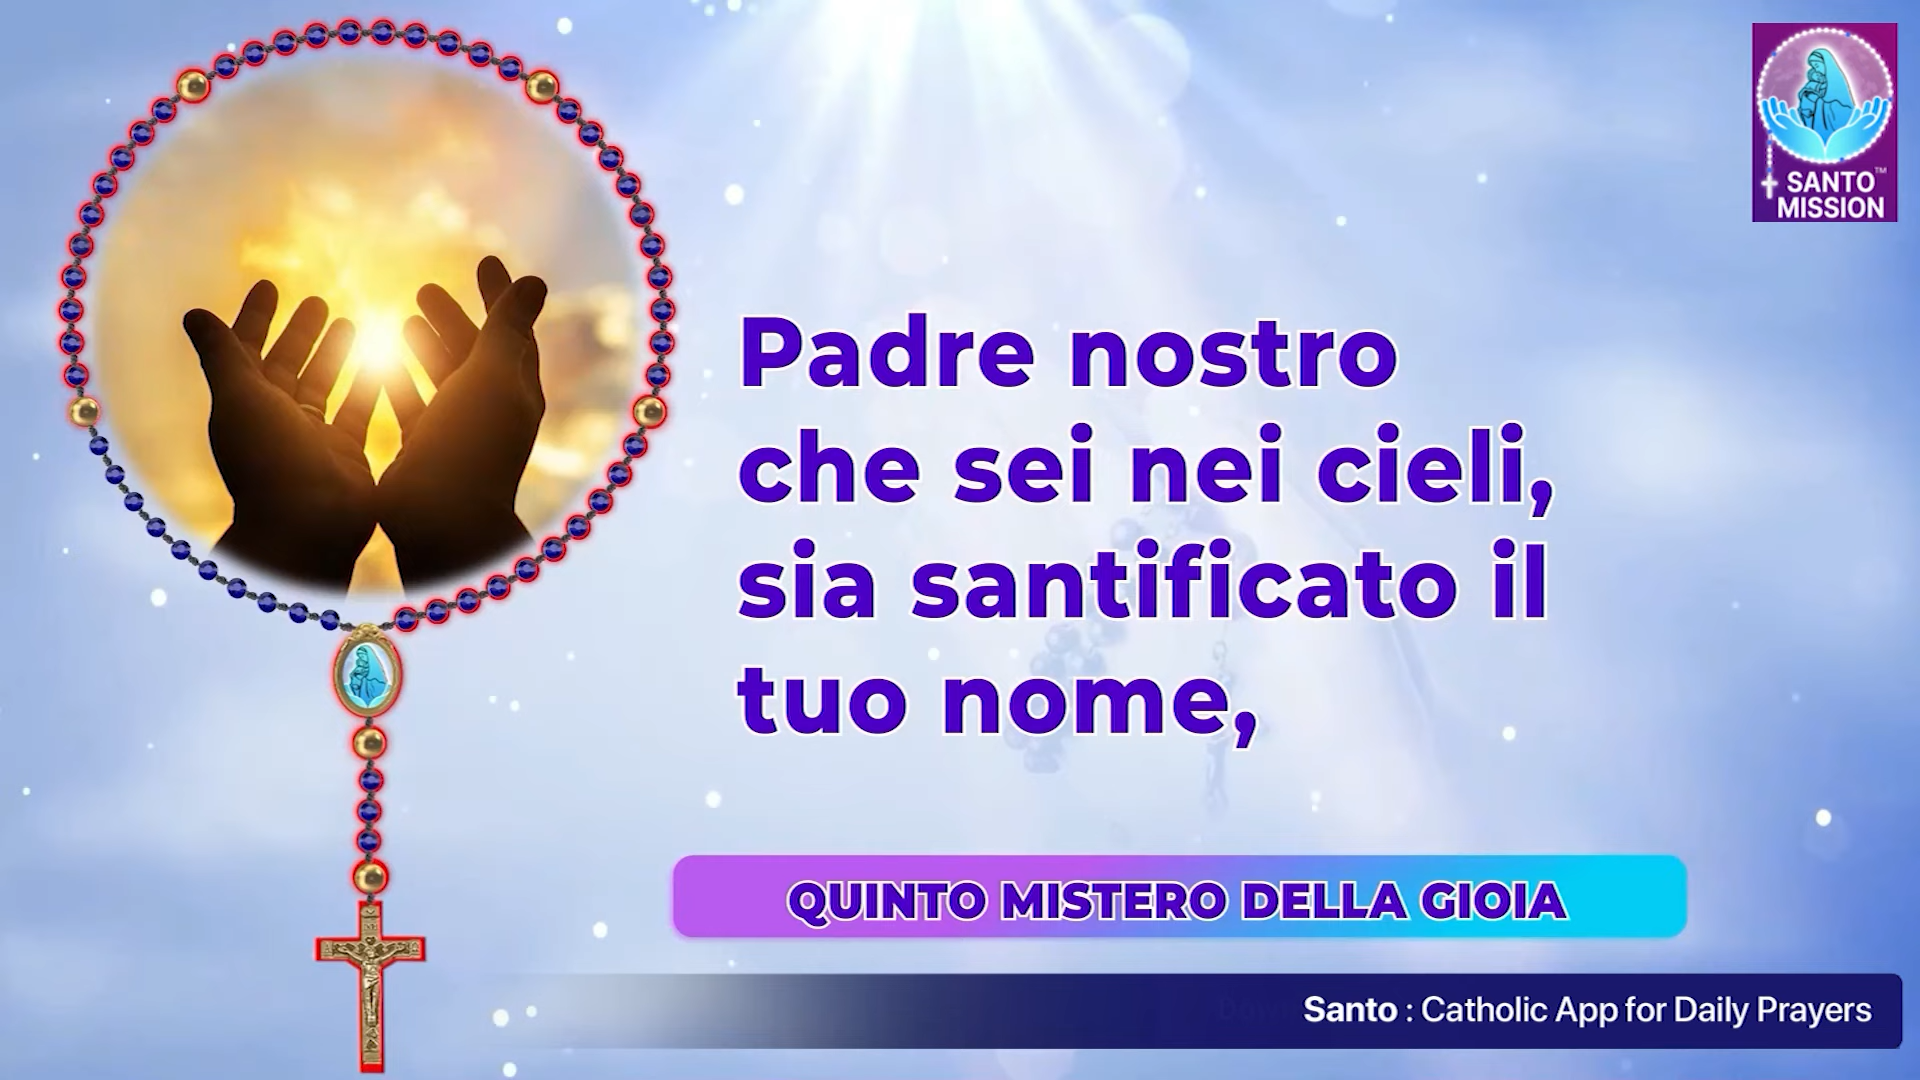 SANTO™
MISSION
Padre nostro
che sei nei cieli,
sia santificato il
tuo nome,
QUINTO MISTERO DELLA GIOIA
Santo : Catholic App for Daily Prayers